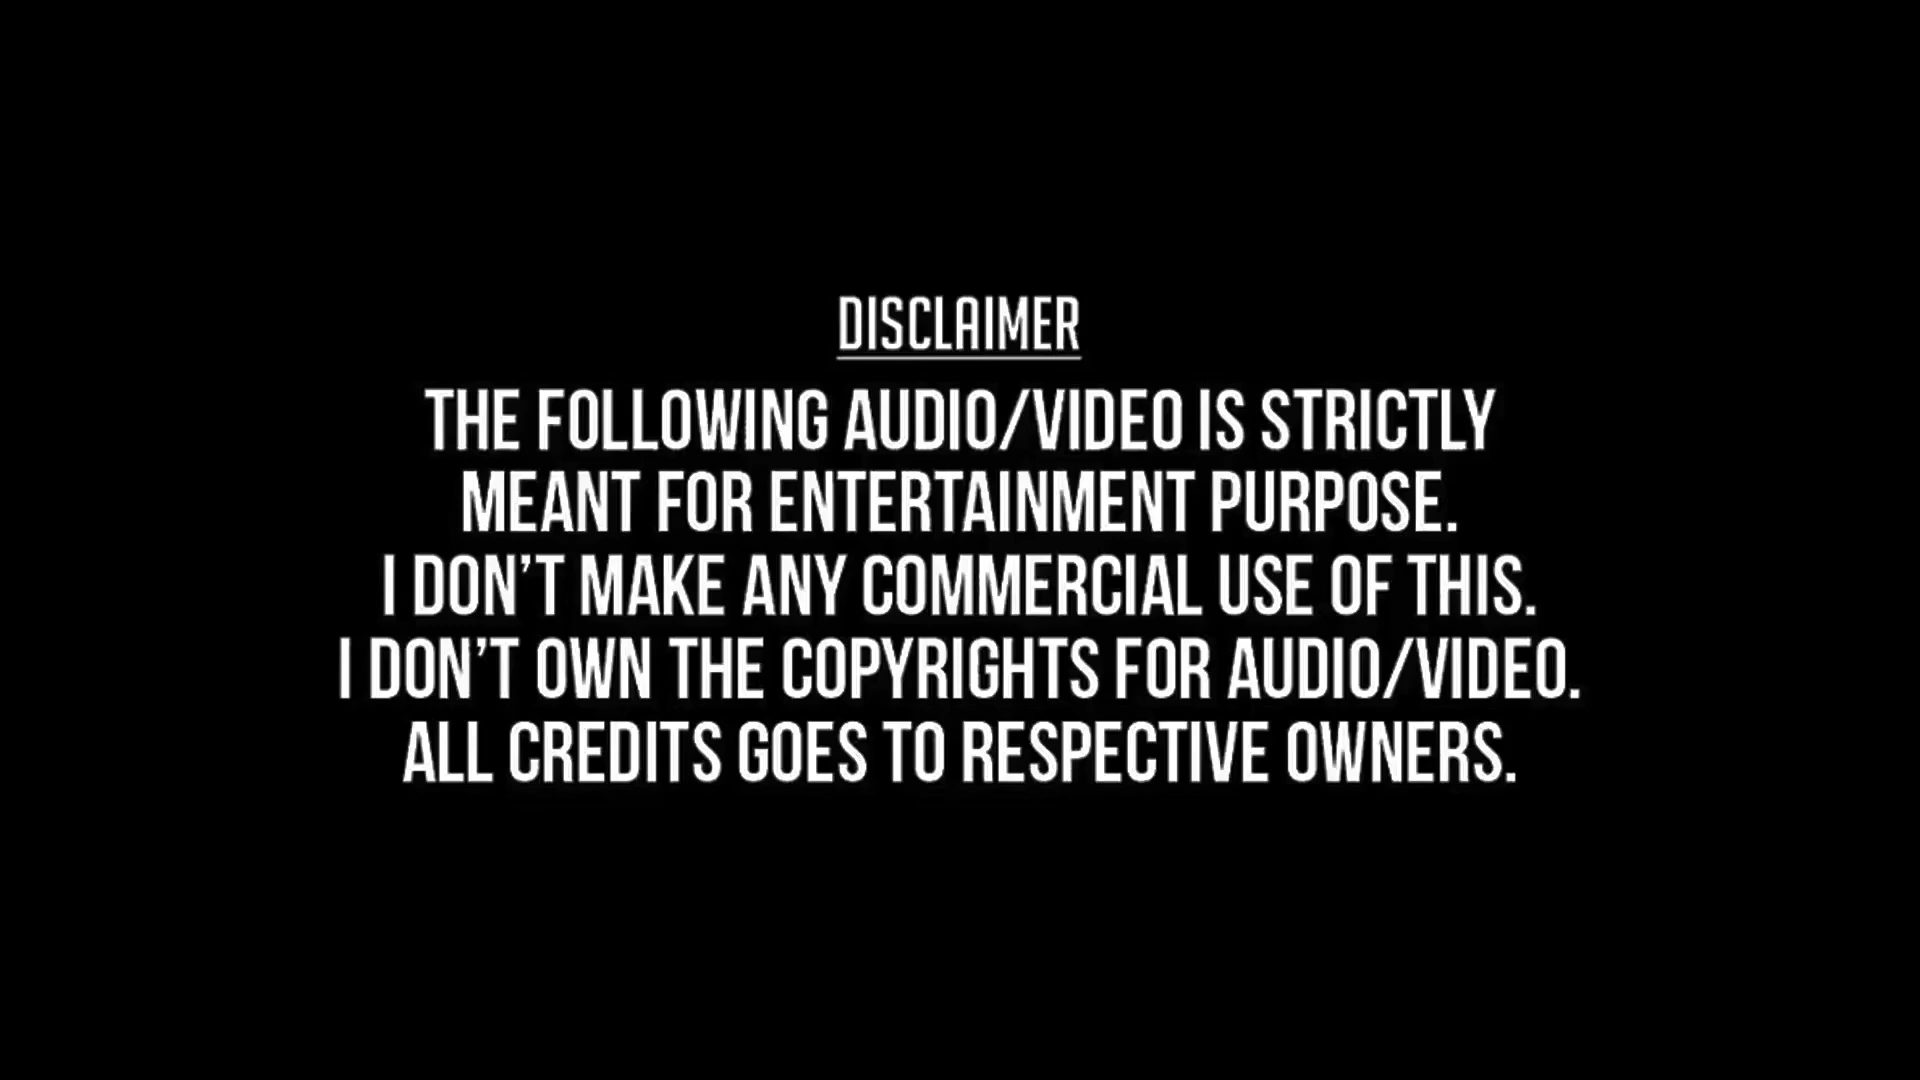 DISCLAIMER
THE FOLLOWING AUDIO/VIDEO IS STRICTLY
MEANT FOR ENTERTAINMENT PURPOSE.
I DON’T MAKE ANY COMMERCIAL USE OF THIS.
I DON’T OWN THE COPYRIGHTS FOR AUDIO/VIDEO.
ALL CREDITS GOES TO RESPECTIVE OWNERS.